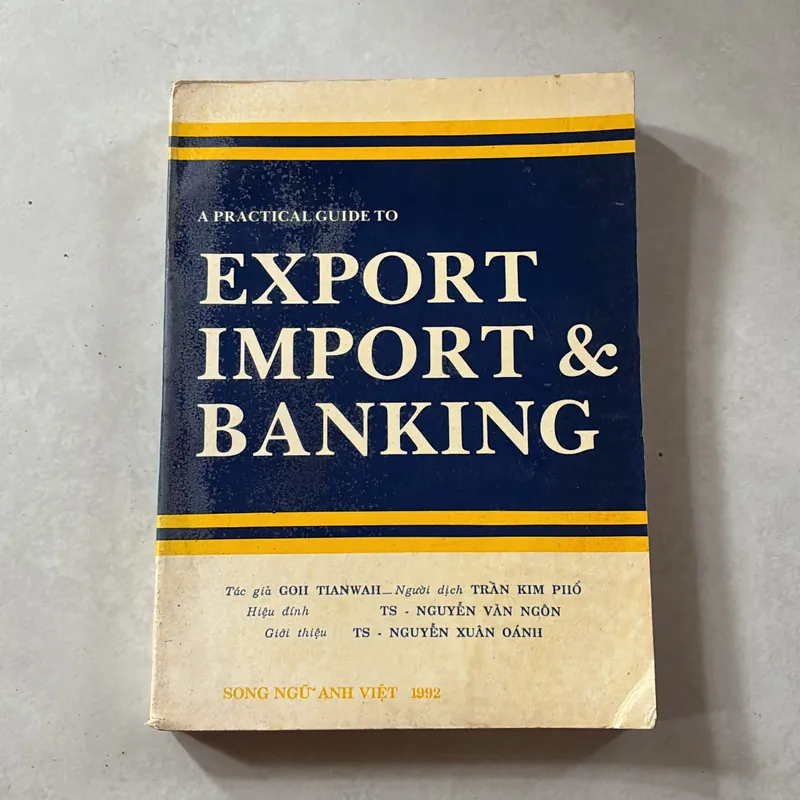 A PRACTICAL GUIDE TO
EXPORT
IMPORT &
BANKING
Tác giả GOH TIANWAH — Người dịch TRẦN KIM PHỔ
Hiệu đính TS - NGUYỄN VĂN NGÔN
Giới thiệu TS - NGUYỄN XUÂN OÁNH
SONG NGỮ ANH VIỆT 1992